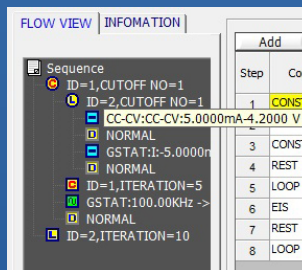 FLOW VIEW INFOMATION
Sequence
ID=1,CUTOFF NO=1
ID=2,CUTOFF NO=1
CC-CV:CC-CV:5.0000mA-4.2000 V
NORMAL
GSTAT:I:-5.0000m
NORMAL
ID=1,ITERATION=5
GSTAT:100.00KHz ->
NORMAL
ID=2,ITERATION=10
Add
Step Co
1 CONST
3 CONST
4 REST
5 LOOP
6 EIS
7 REST
8 LOOP